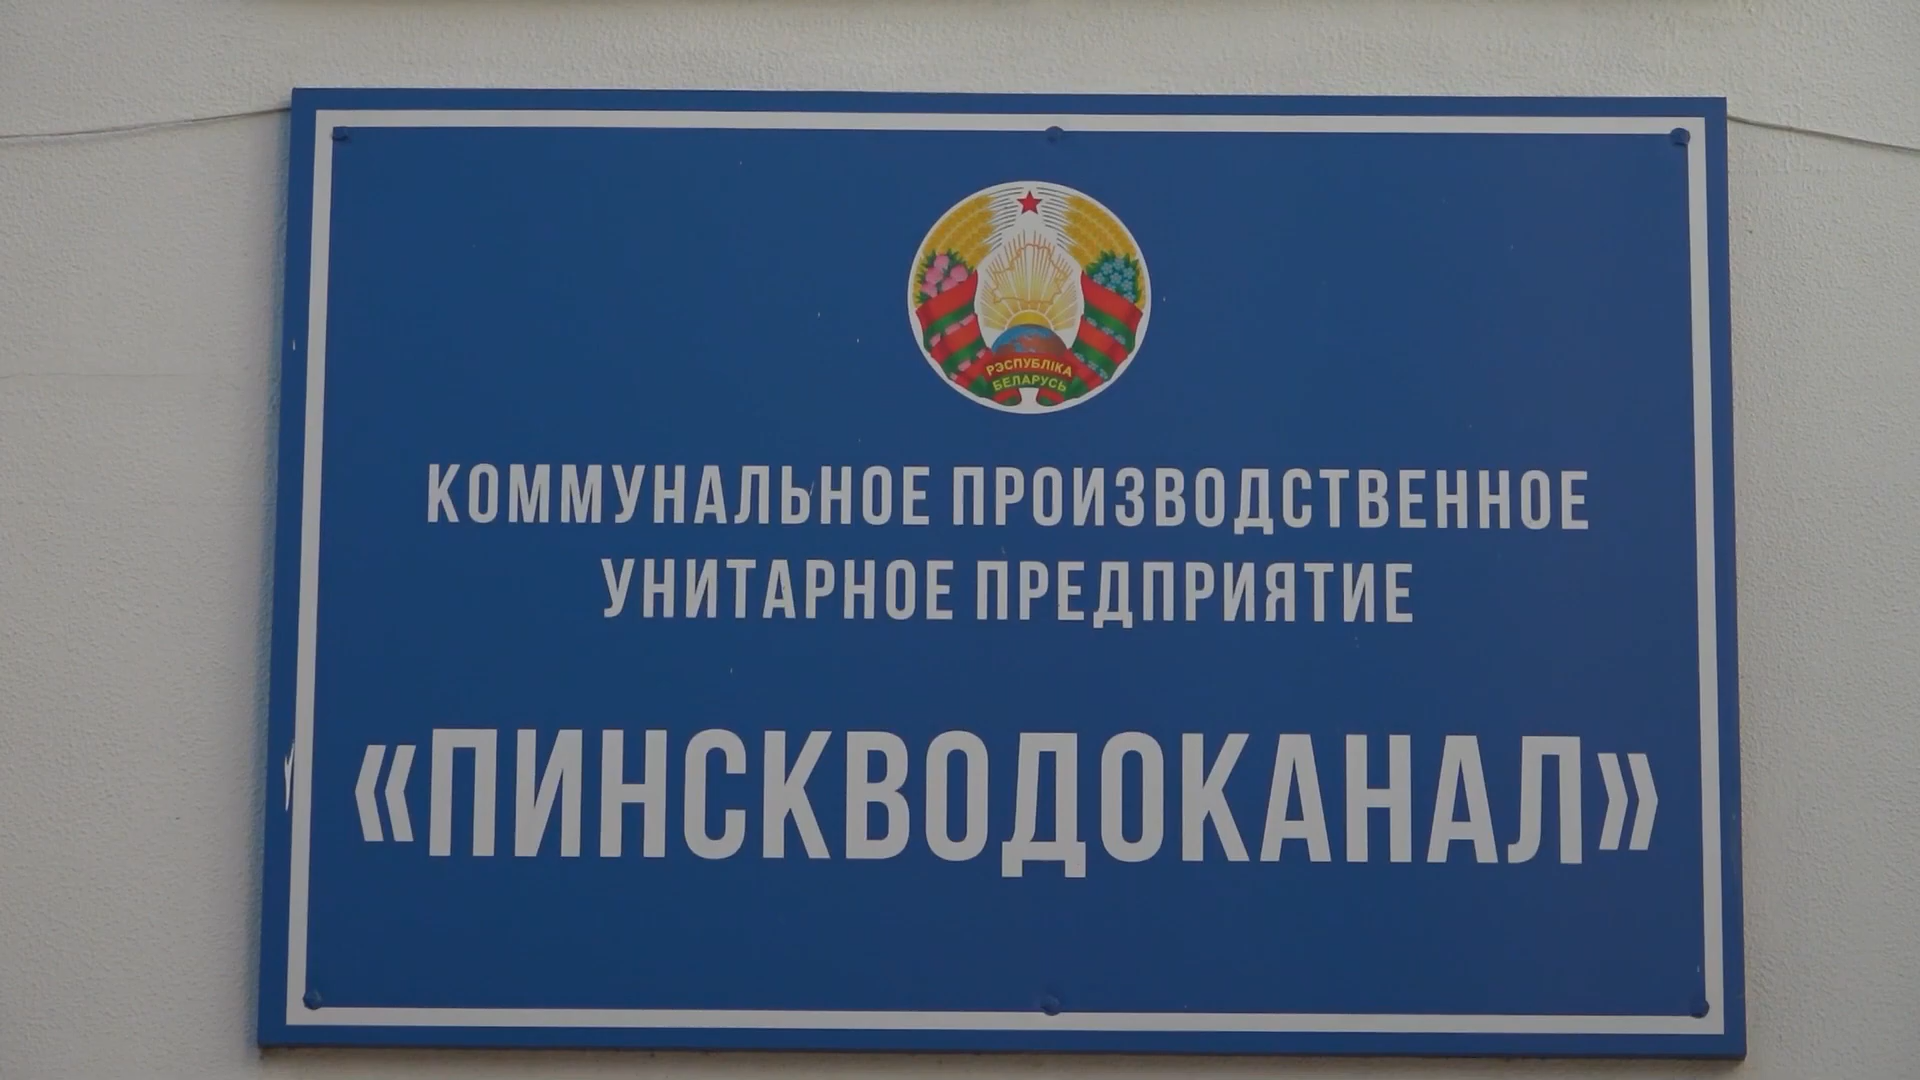 РЭСПУБЛІКА
БЕЛАРУСЬ
КОММУНАЛЬНОЕ ПРОИЗВОДСТВЕННОЕ
УНИТАРНОЕ ПРЕДПРИЯТИЕ
«ПИНСКВОДОКАНАЛ»